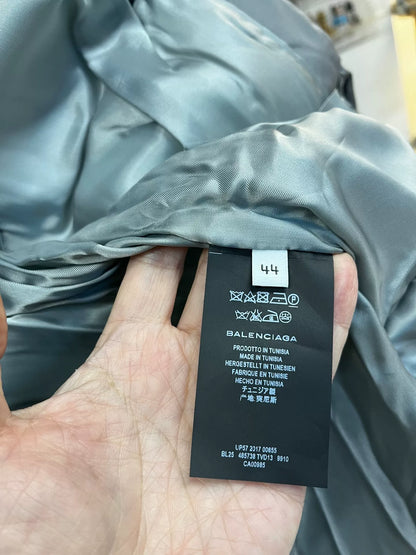 44
BALENCIAGA
PRODOTTO IN TUNISIA
MADE IN TUNISIA
HERGESTELLT IN TUNESIEN
FABRIQUE EN TUNISIE
HECHO EN TUNISIA
チュニジア製
产地:突尼斯
UP57 2017 00655
BL25 485738 TVD13 9910
CA00985